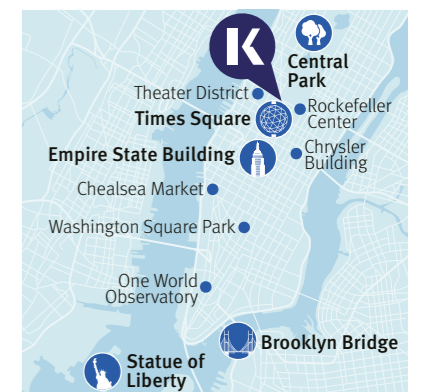 K
Central
Park
Theater District
Times Square
Rockefeller
Center
Empire State Building
Chrysler
Building
Chealsea Market
Washington Square Park
One World
Observatory
Brooklyn Bridge
Statue of
Liberty